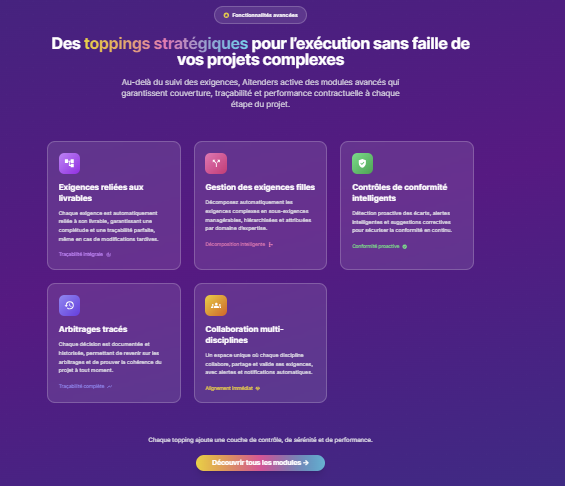 Fonctionnalités avancées
Des toppings stratégiques pour l'exécution sans faille de
vos projets complexes
Au-delà du suivi des exigences, Aitenders active des modules avancés qui
garantissent couverture, traçabilité et performance contractuelle à chaque
étape du projet.
Exigences reliées aux
livrables
Chaque exigence est automatiquement
reliée à son livrable, garantissant une
complétude et une traçabilité parfaite,
même en cas de modifications tardives.
Traçabilité intégrale
Gestion des exigences filles
Décomposez automatiquement les
exigences complexes en sous-exigences
manageables, hiérarchisées et attribuées
par domaine d'expertise.
Décomposition intelligente
Contrôles de conformité
intelligents
Détection proactive des écarts, alertes
intelligentes et suggestions correctives
pour sécuriser la conformité en continu.
Conformité proactive
Arbitrages tracés
Chaque décision est documentée et
historisée, permettant de revenir sur les
arbitrages et de prouver la cohérence du
projet à tout moment.
Traçabilité complète
Collaboration multi-
disciplines
Un espace unique où chaque discipline
collabore, partage et valide ses exigences,
avec alertes et notifications automatiques.
Alignement immédiat
Chaque topping ajoute une couche de contrôle, de sérénité et de performance.
Découvrir tous les modules →